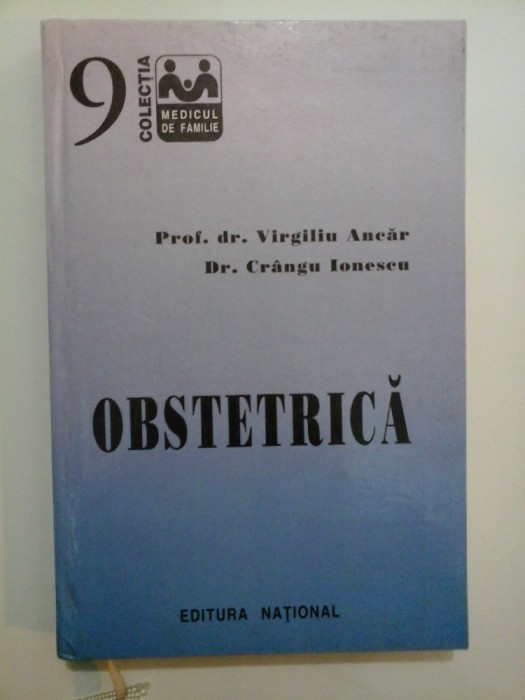 9
COLECȚIA
MEDICUL
DE FAMILIE
Prof. dr. Virgiliu Ancăr
Dr. Crângu Ionescu
OBSTETRICĂ
EDITURA NAȚIONAL